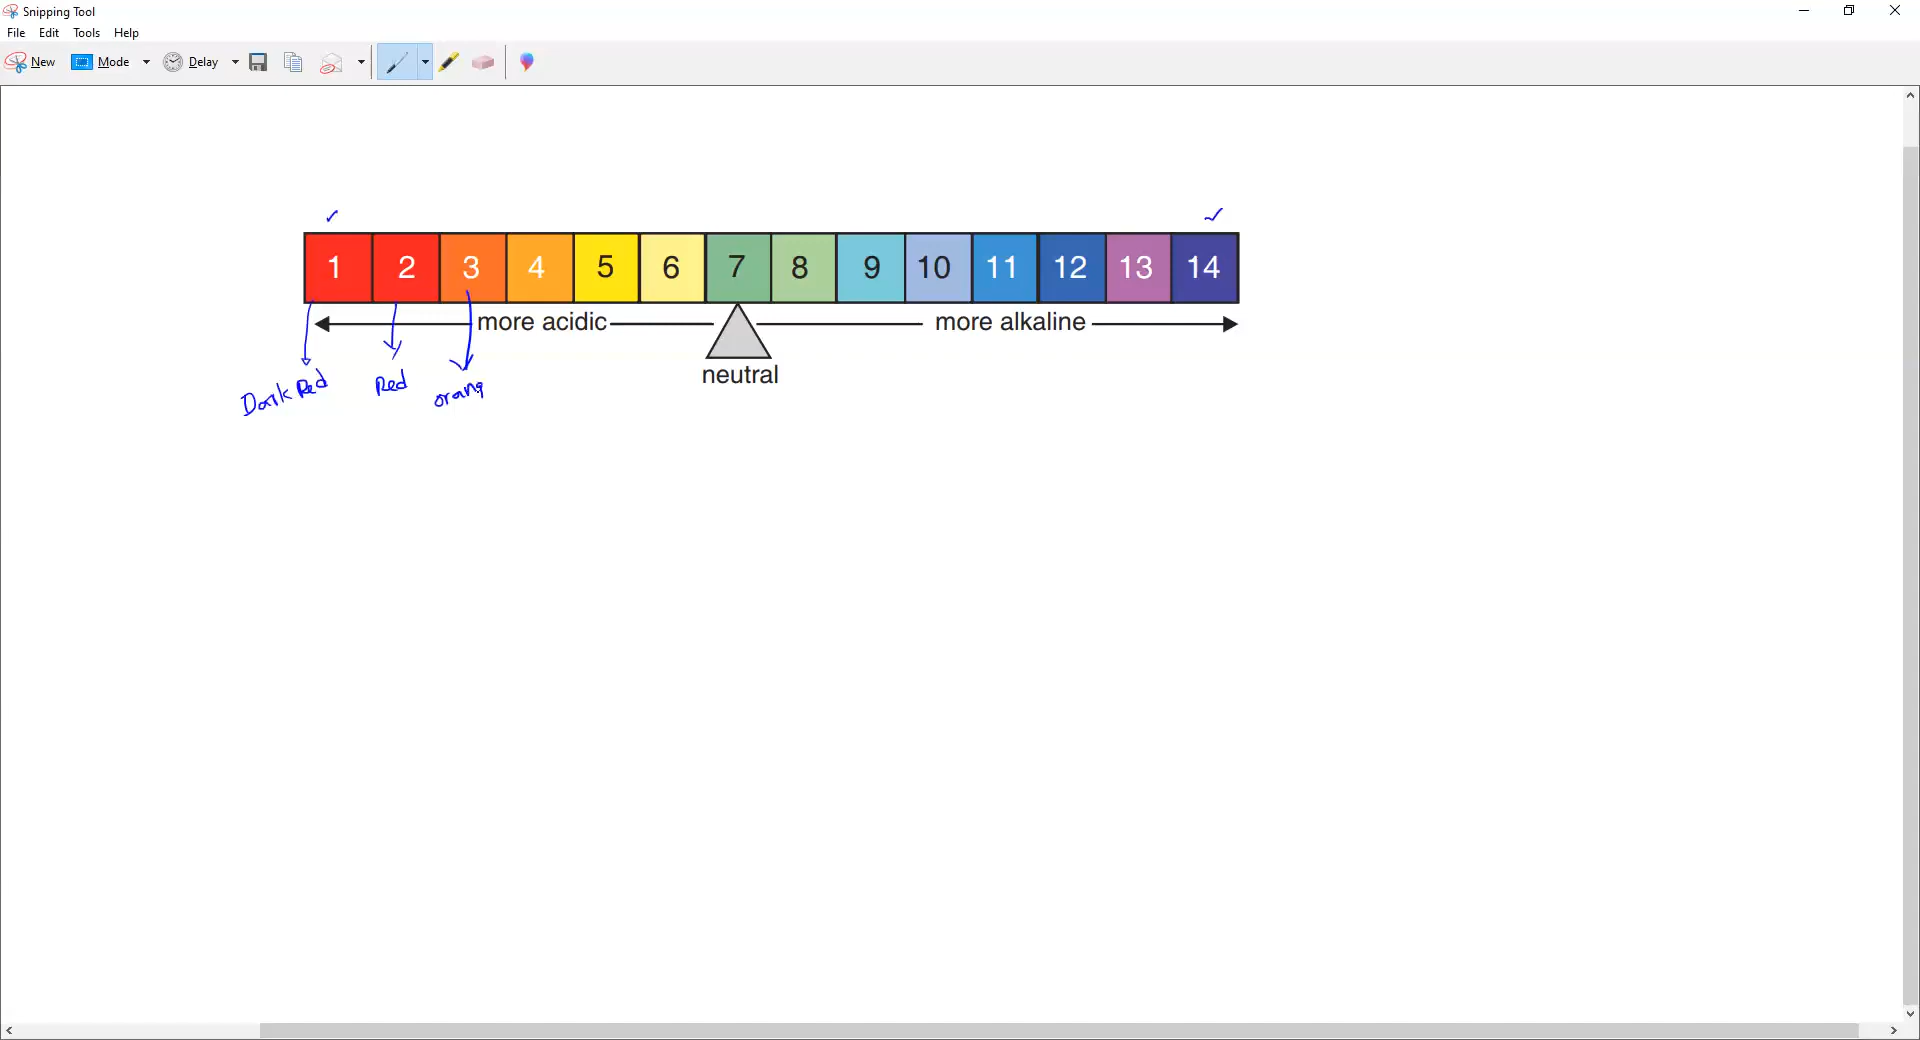 Snipping Tool
File Edit Tools Help
New Mode Delay
1 2 3 4 5 6 7 8 9 10 11 12 13 14
more acidic more alkaline
neutral
Dark Red Red orang